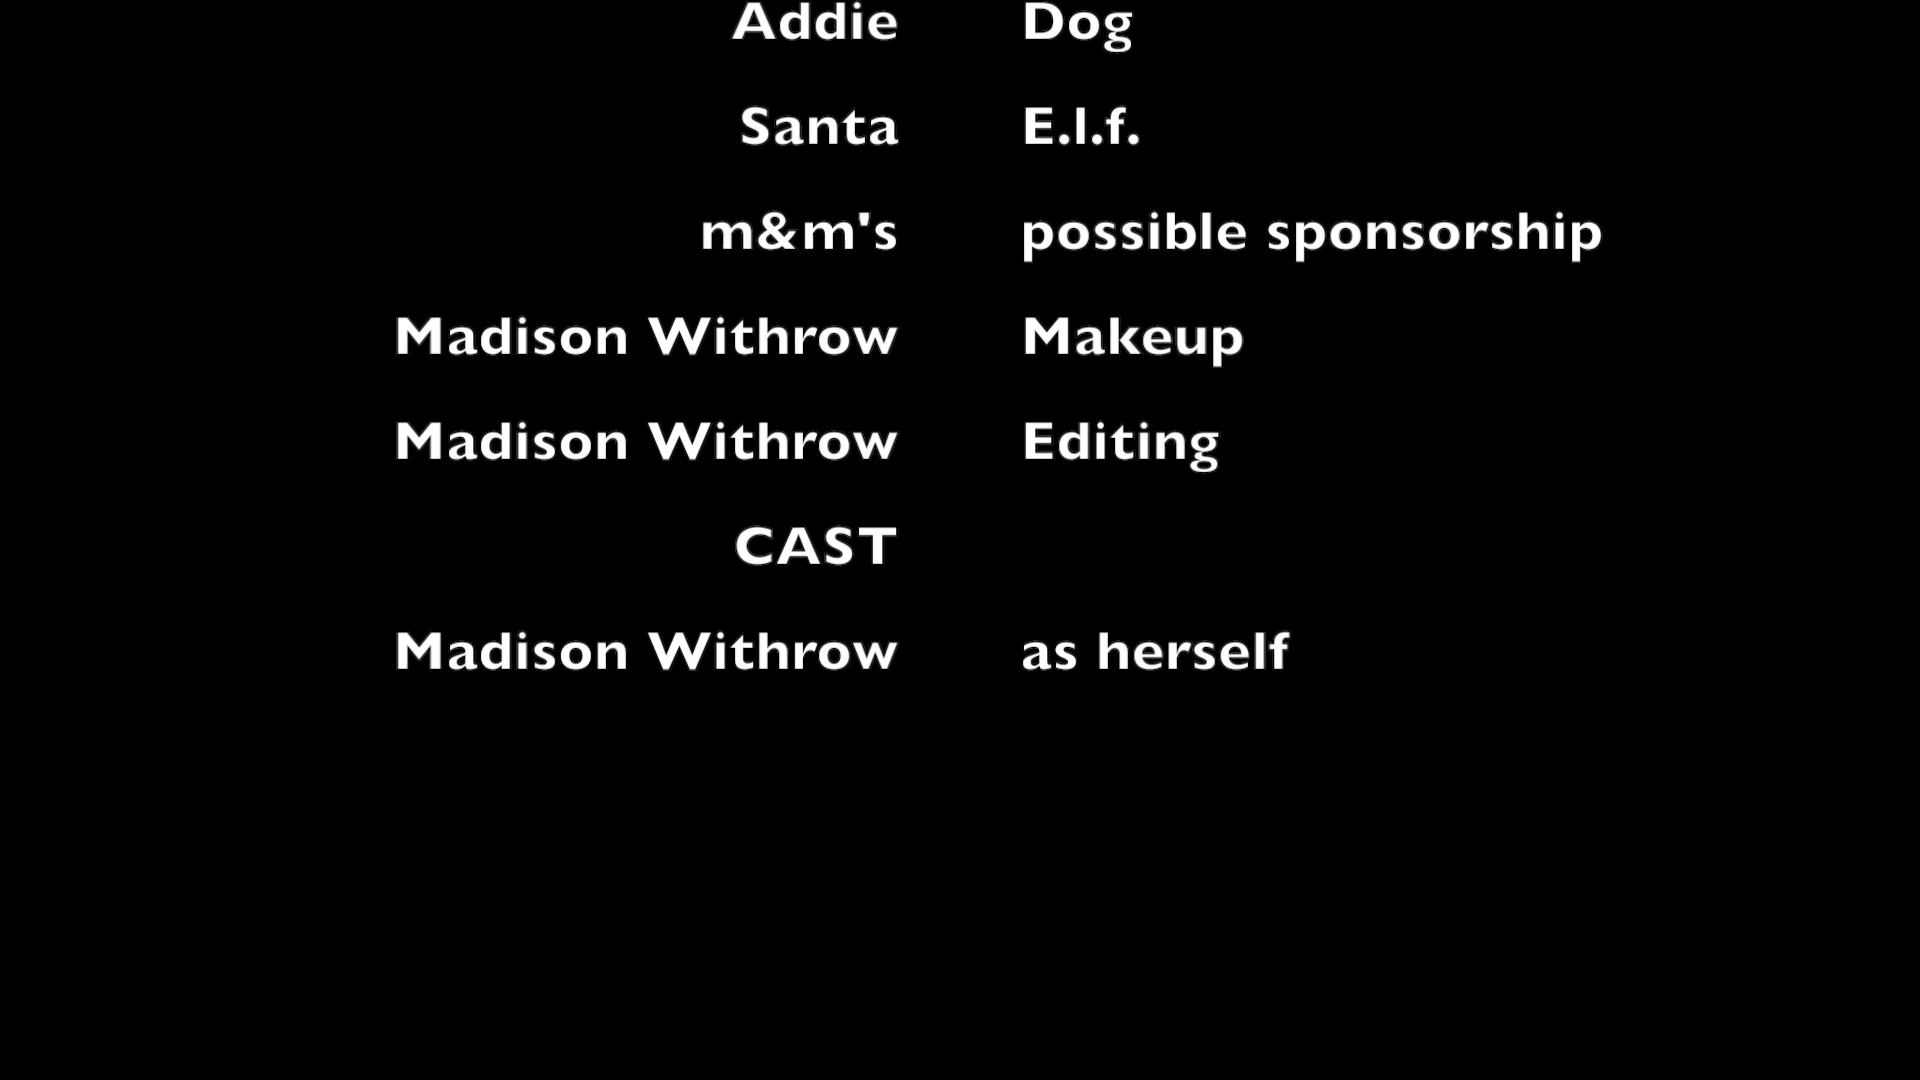 Addie Dog
Santa E.l.f.
m&m's possible sponsorship
Madison Withrow Makeup
Madison Withrow Editing
CAST
Madison Withrow as herself